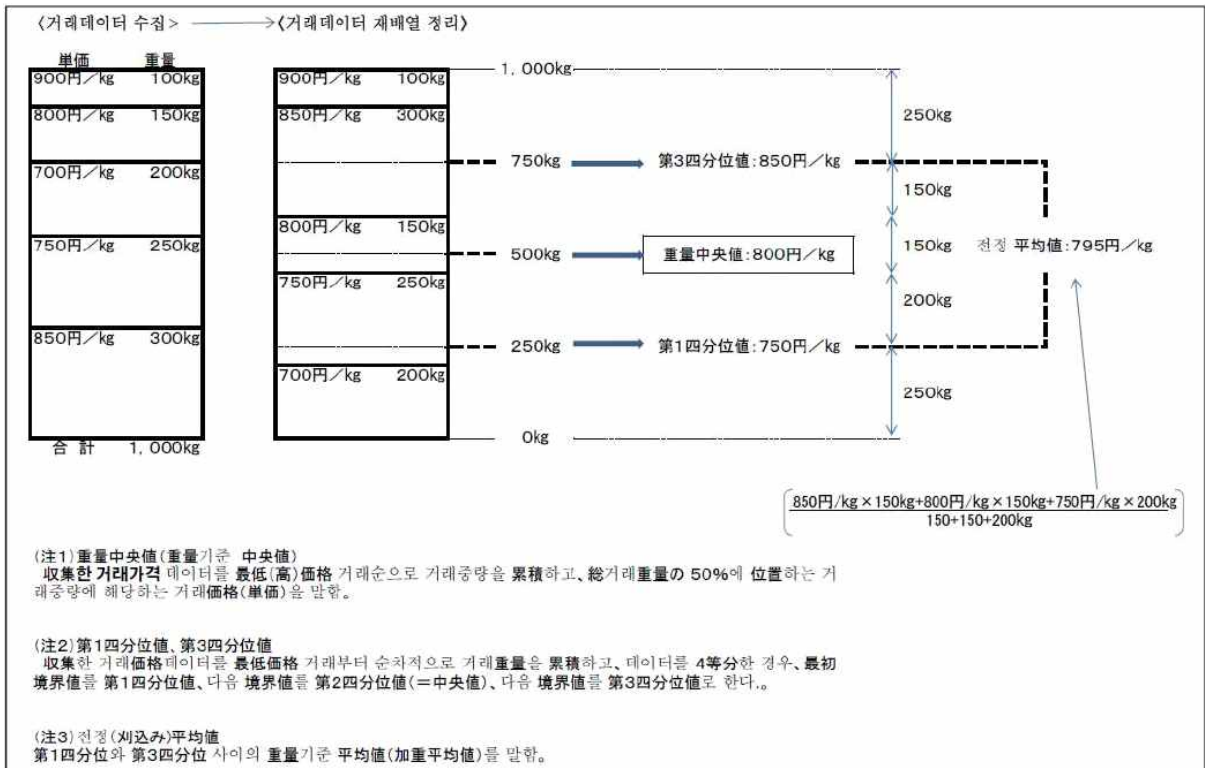 〈거래데이터 수집> ─────→〈거래데이터 재배열 정리〉
単価 重量
900円／kg 100kg
800円／kg 150kg
700円／kg 200kg
750円／kg 250kg
850円／kg 300kg
合 計 1,000kg
900円／kg 100kg
850円／kg 300kg
800円／kg 150kg
750円／kg 250kg
700円／kg 200kg
1,000kg
750kg
500kg
250kg
0kg
第3四分位値:850円／kg
重量中央値:800円／kg
第1四分位値:750円／kg
250kg
150kg
150kg
200kg
250kg
전정 平均値:795円／kg
850円/kg×150kg+800円/kg×150kg+750円/kg×200kg
150+150+200kg
(注1)重量中央値(重量기준 中央値)
収集한 거래가격 데이터를 最低(高)価格 거래순으로 거래중량을 累積하고、総거래重量の 50%에 位置하는 거
래중량에 해당하는 거래価格(単価)을 말함。
(注2)第1四分位値、第3四分位値
収集한 거래価格데이터를 最低価格 거래부터 순차적으로 거래重量을 累積하고、데이터를 4等分한 경우、最初
境界値를 第1四分位値、다음 境界値를 第2四分位値(＝中央値)、다음 境界値를 第3四分位値로 한다.。
(注3)전정(刈込み)平均値
第1四分位와 第3四分位 사이의 重量기준 平均値(加重平均値)를 말함。